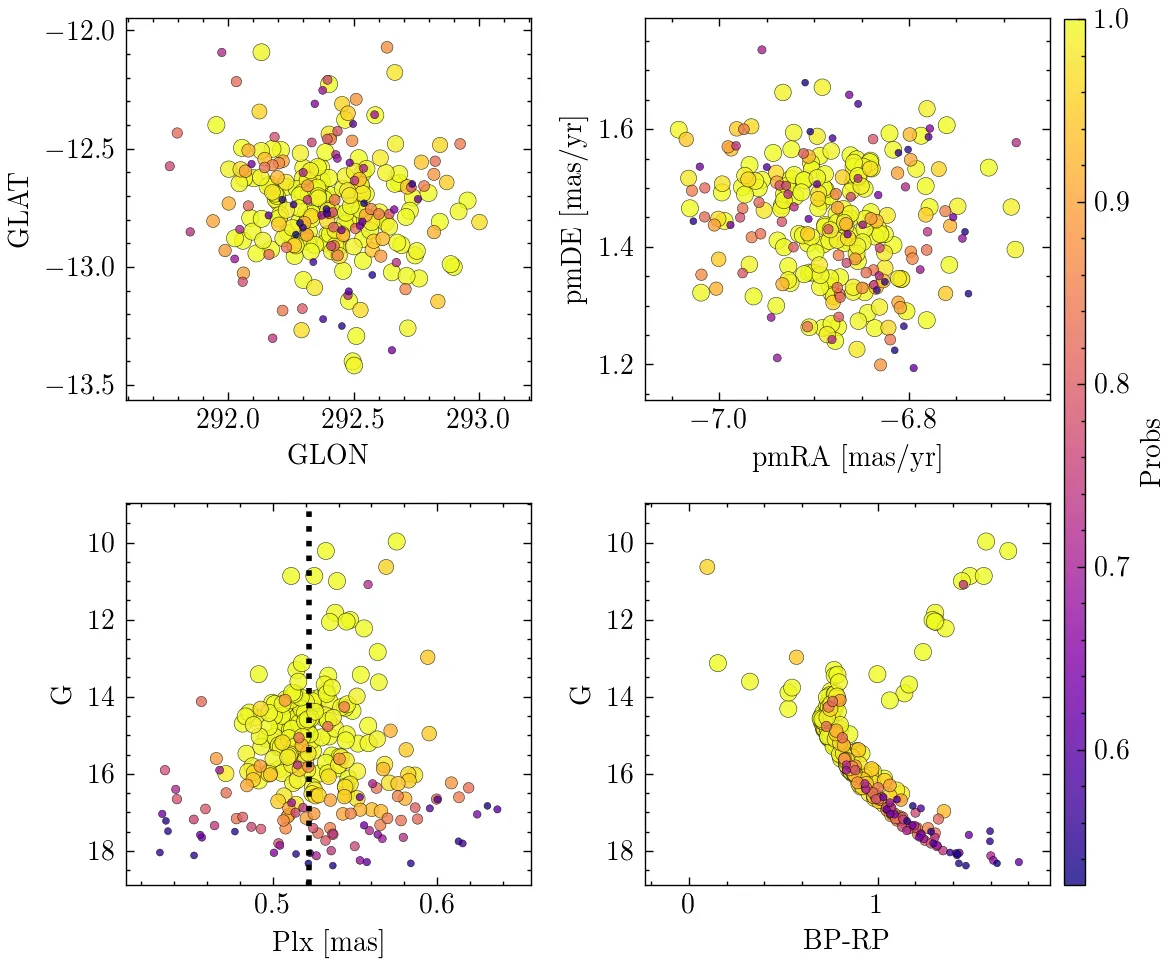 −12.0
−12.5
−13.0
−13.5
GLAT
292.0 292.5 293.0
GLON
1.6
1.4
1.2
pmDE [mas/yr]
−7.0 −6.8
pmRA [mas/yr]
10
12
14
16
18
G
0.5 0.6
Plx [mas]
10
12
14
16
18
G
0 1
BP-RP
1.0
0.9
0.8
0.7
0.6
Probs